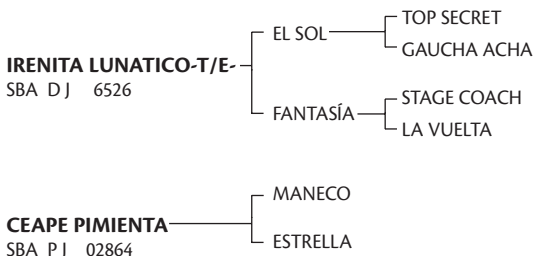 TOP SECRET
EL SOL
GAUCHA ACHA
IRENITA LUNATICO-T/E-
SBA D J 6526
STAGE COACH
FANTASÍA
LA VUELTA
MANECO
CEAPE PIMIENTA
SBA P I 02864
ESTRELLA